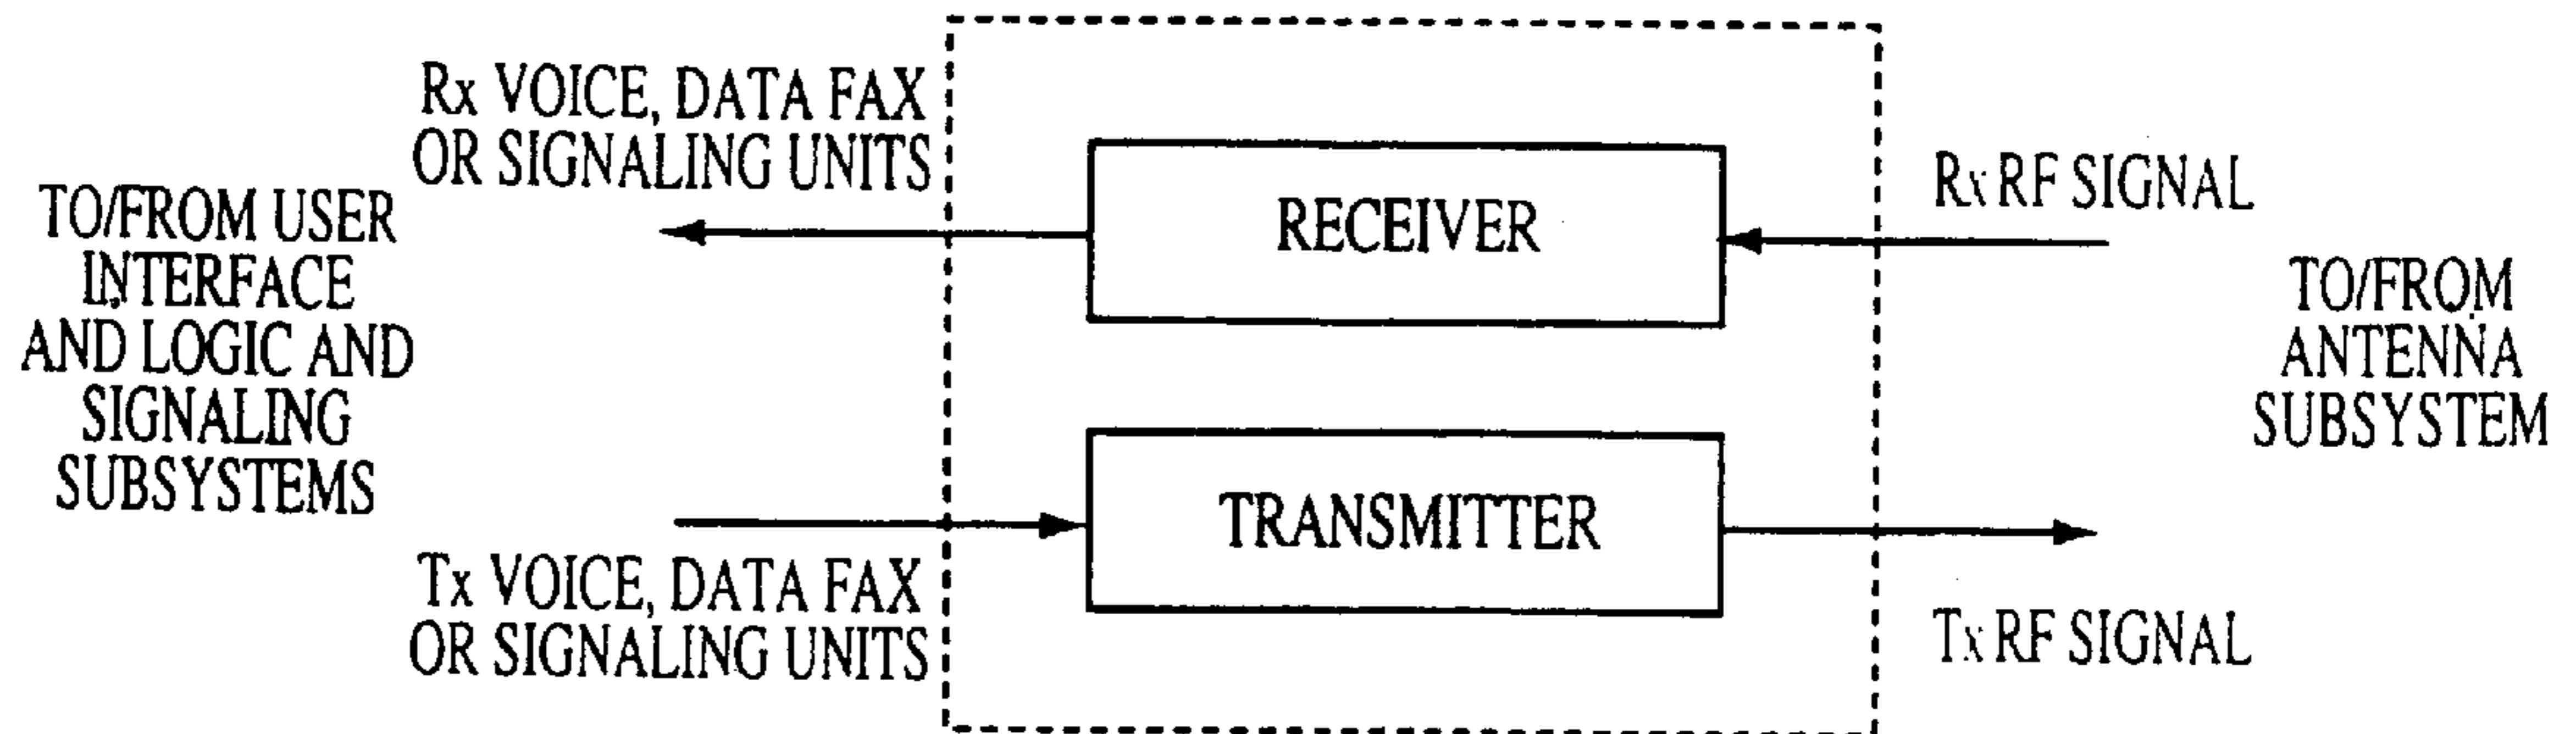 Rx VOICE, DATA FAX
OR SIGNALING UNITS
TO/FROM USER
INTERFACE
AND LOGIC AND
SIGNALING
SUBSYSTEMS
RECEIVER
Rx RF SIGNAL
TO/FROM
ANTENNA
SUBSYSTEM
TRANSMITTER
Tx VOICE, DATA FAX
OR SIGNALING UNITS
Tx RF SIGNAL